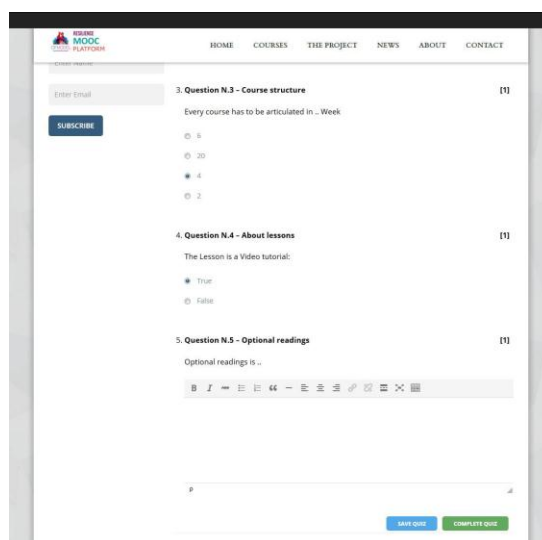 RESILIENCE
MOOC
PLATFORM
HOME COURSES THE PROJECT NEWS ABOUT CONTACT
Enter Name
Enter Email
SUBSCRIBE
3. Question N.3 – Course structure [1]
Every course has to be articulated in .. Week
20
4
2
4. Question N.4 – About lessons [1]
The Lesson is a Video tutorial:
True
False
5. Question N.5 – Optional readings [1]
Optional readings is ..
B I
P
SAVE QUIZ COMPLETE QUIZ